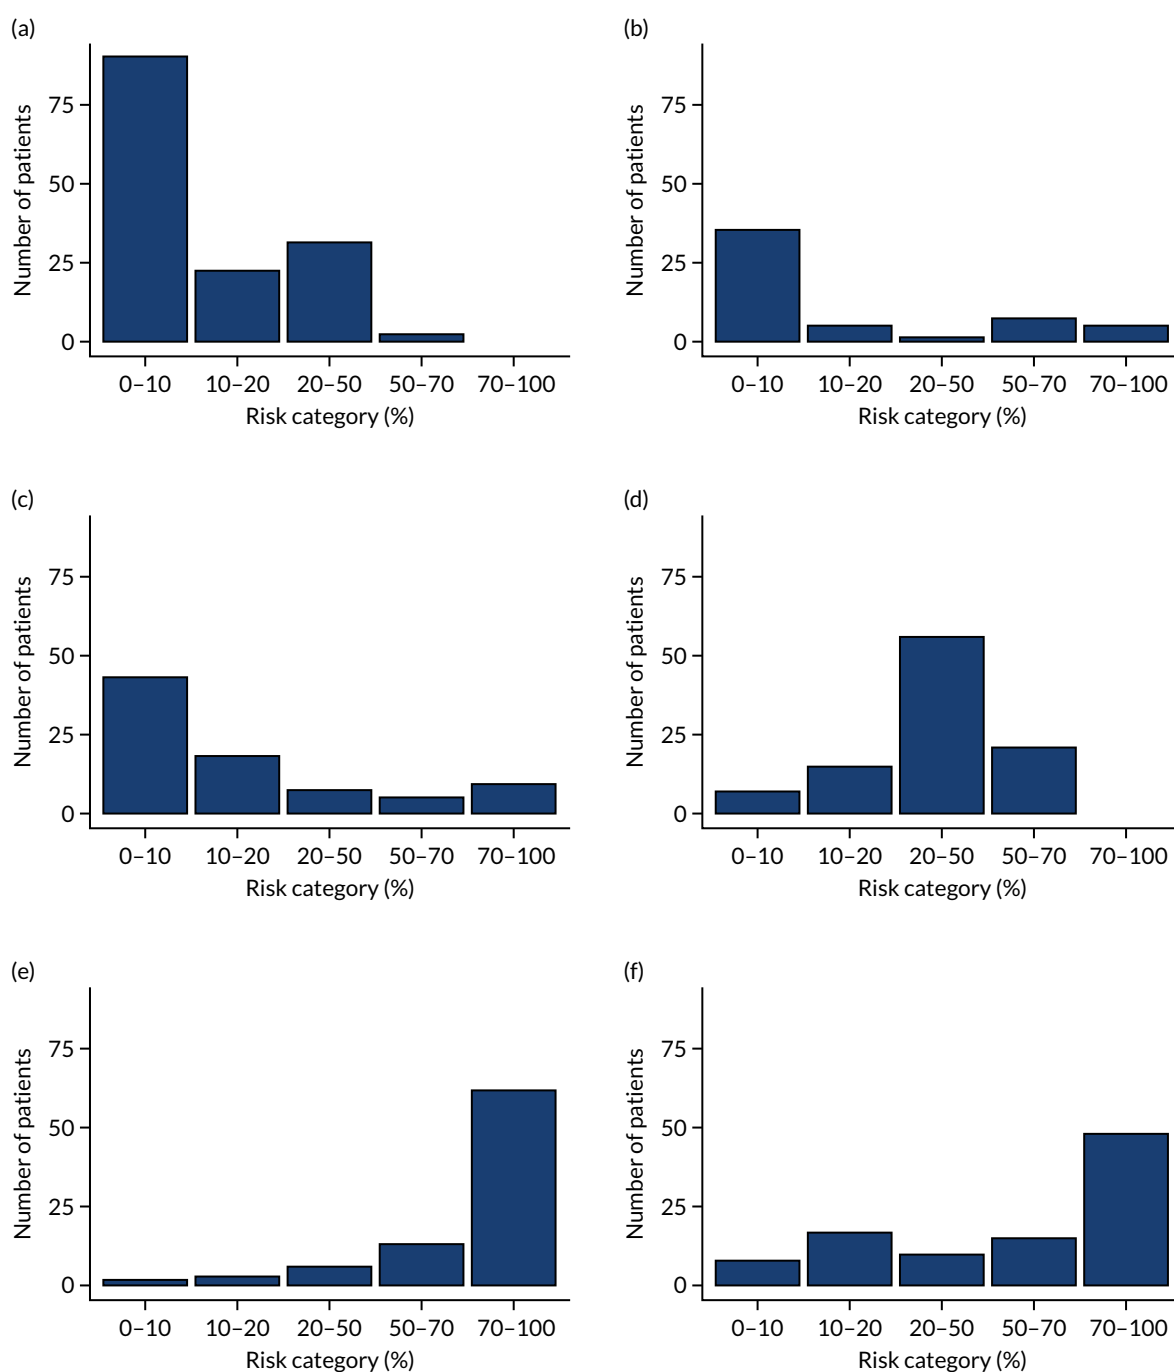 (a)
Number of patients
75
50
25
0
0–10 10–20 20–50 50–70 70–100
Risk category (%)
(b)
Number of patients
75
50
25
0
0–10 10–20 20–50 50–70 70–100
Risk category (%)
(c)
Number of patients
75
50
25
0
0–10 10–20 20–50 50–70 70–100
Risk category (%)
(d)
Number of patients
75
50
25
0
0–10 10–20 20–50 50–70 70–100
Risk category (%)
(e)
Number of patients
75
50
25
0
0–10 10–20 20–50 50–70 70–100
Risk category (%)
(f)
Number of patients
75
50
25
0
0–10 10–20 20–50 50–70 70–100
Risk category (%)